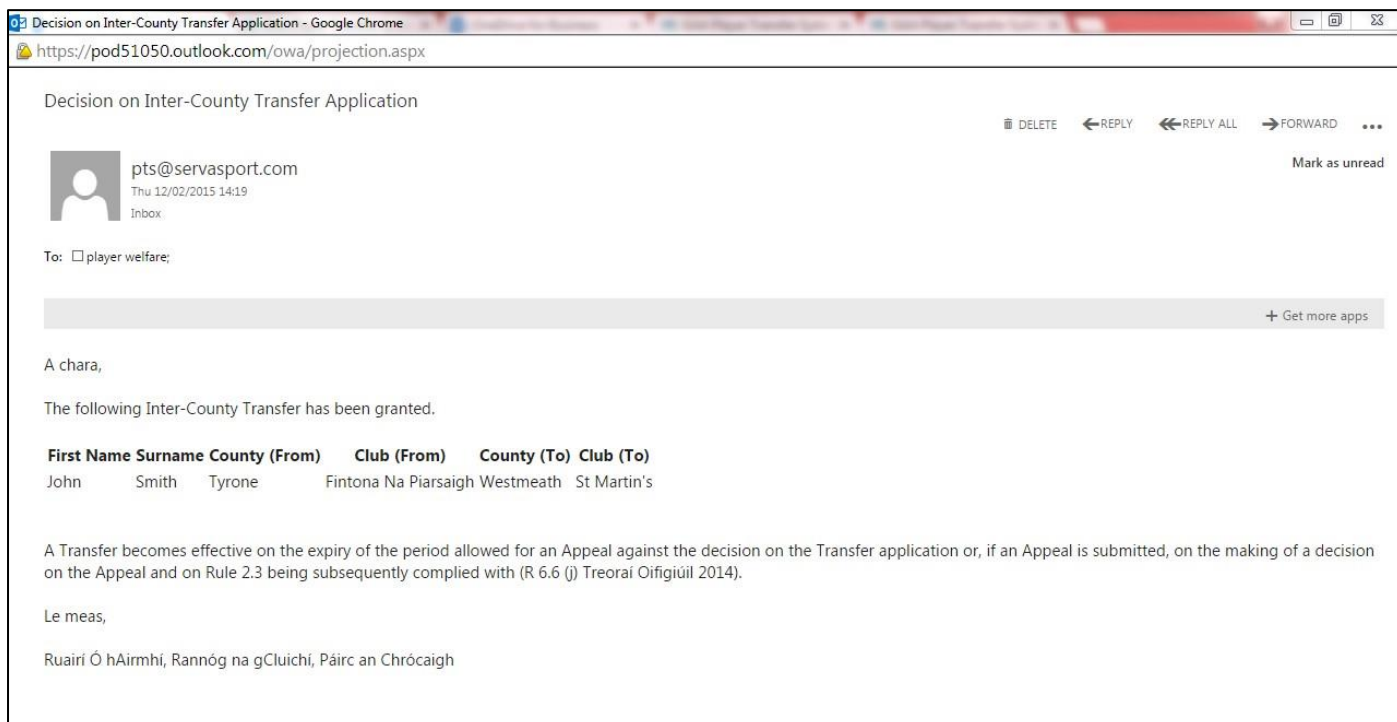 Decision on Inter-County Transfer Application - Google Chrome
https://pod51050.outlook.com/owa/projection.aspx
Decision on Inter-County Transfer Application
DELETE REPLY REPLY ALL FORWARD
pts@servasport.com
Mark as unread
Thu 12/02/2015 14:19
Inbox
To: player welfare;
+ Get more apps
A chara,
The following Inter-County Transfer has been granted.
First Name Surname County (From) Club (From) County (To) Club (To)
John Smith Tyrone Fintona Na Piarsaigh Westmeath St Martin's
A Transfer becomes effective on the expiry of the period allowed for an Appeal against the decision on the Transfer application or, if an Appeal is submitted, on the making of a decision
on the Appeal and on Rule 2.3 being subsequently complied with (R 6.6 (j) Treoraí Oifigiúil 2014).
Le meas,
Ruairí Ó hAirmhí, Rannóg na gCluichí, Páirc an Chrócaigh